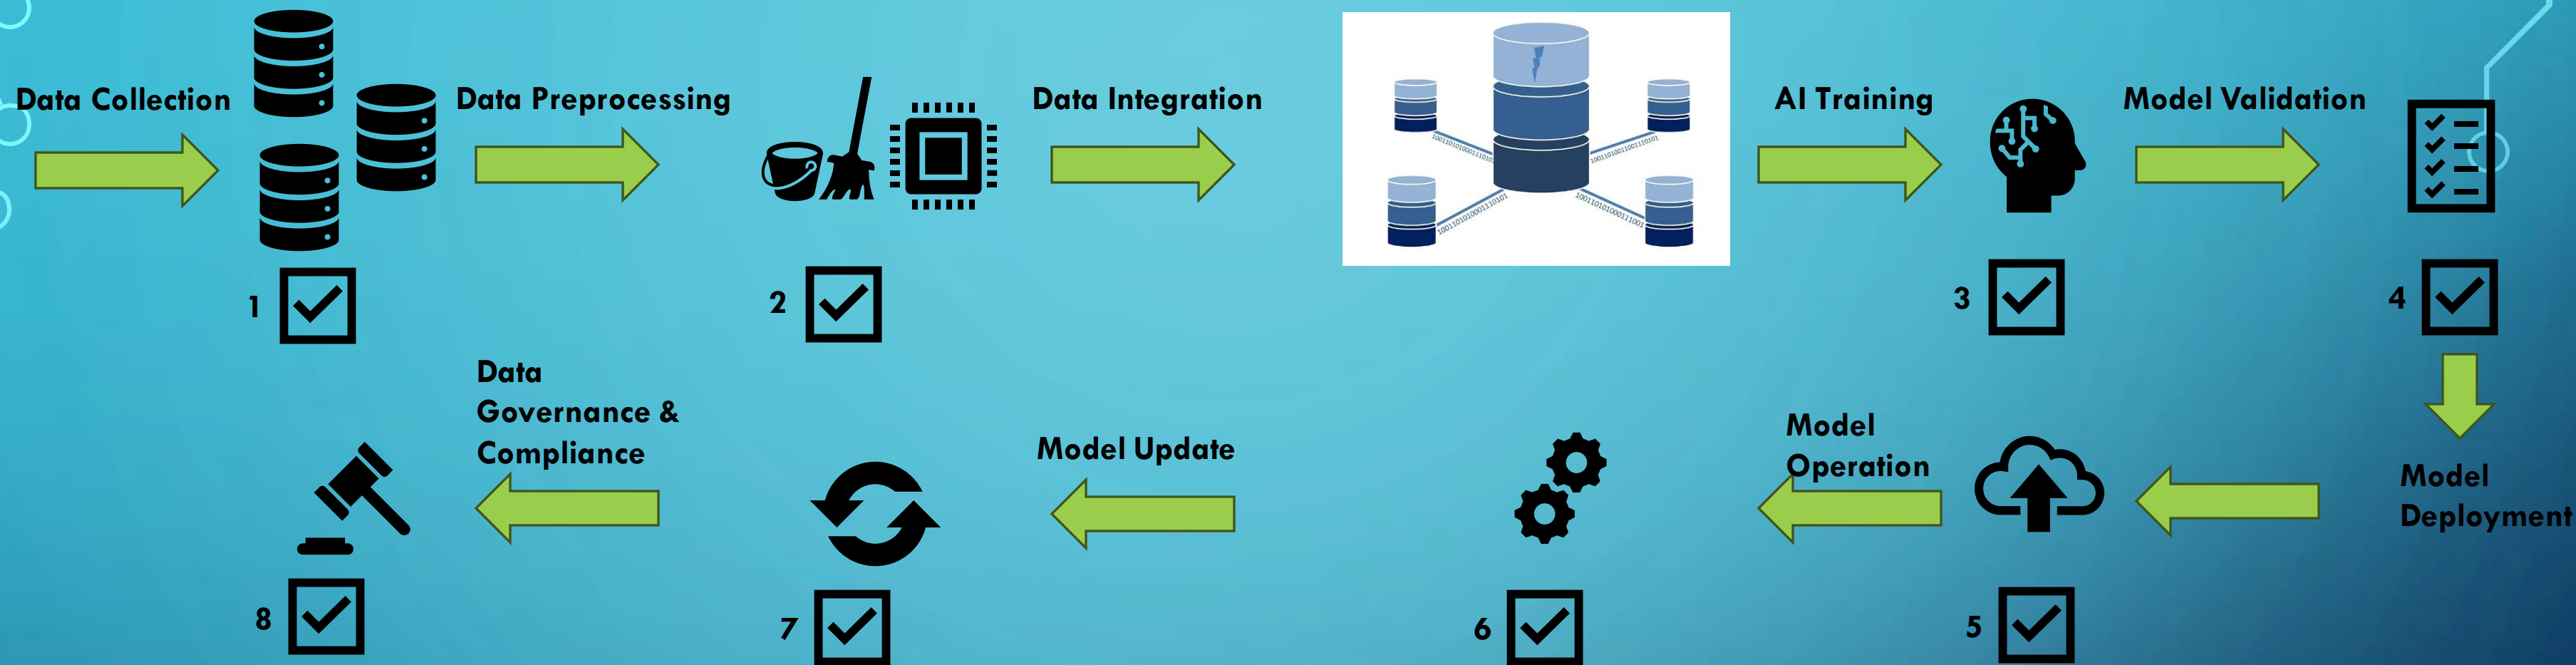 Data Collection
Data Preprocessing
Data Integration
AI Training
Model Validation
1
2
3
4
Data
Governance &
Compliance
Model Update
Model
Operation
Model
Deployment
8
7
6
5